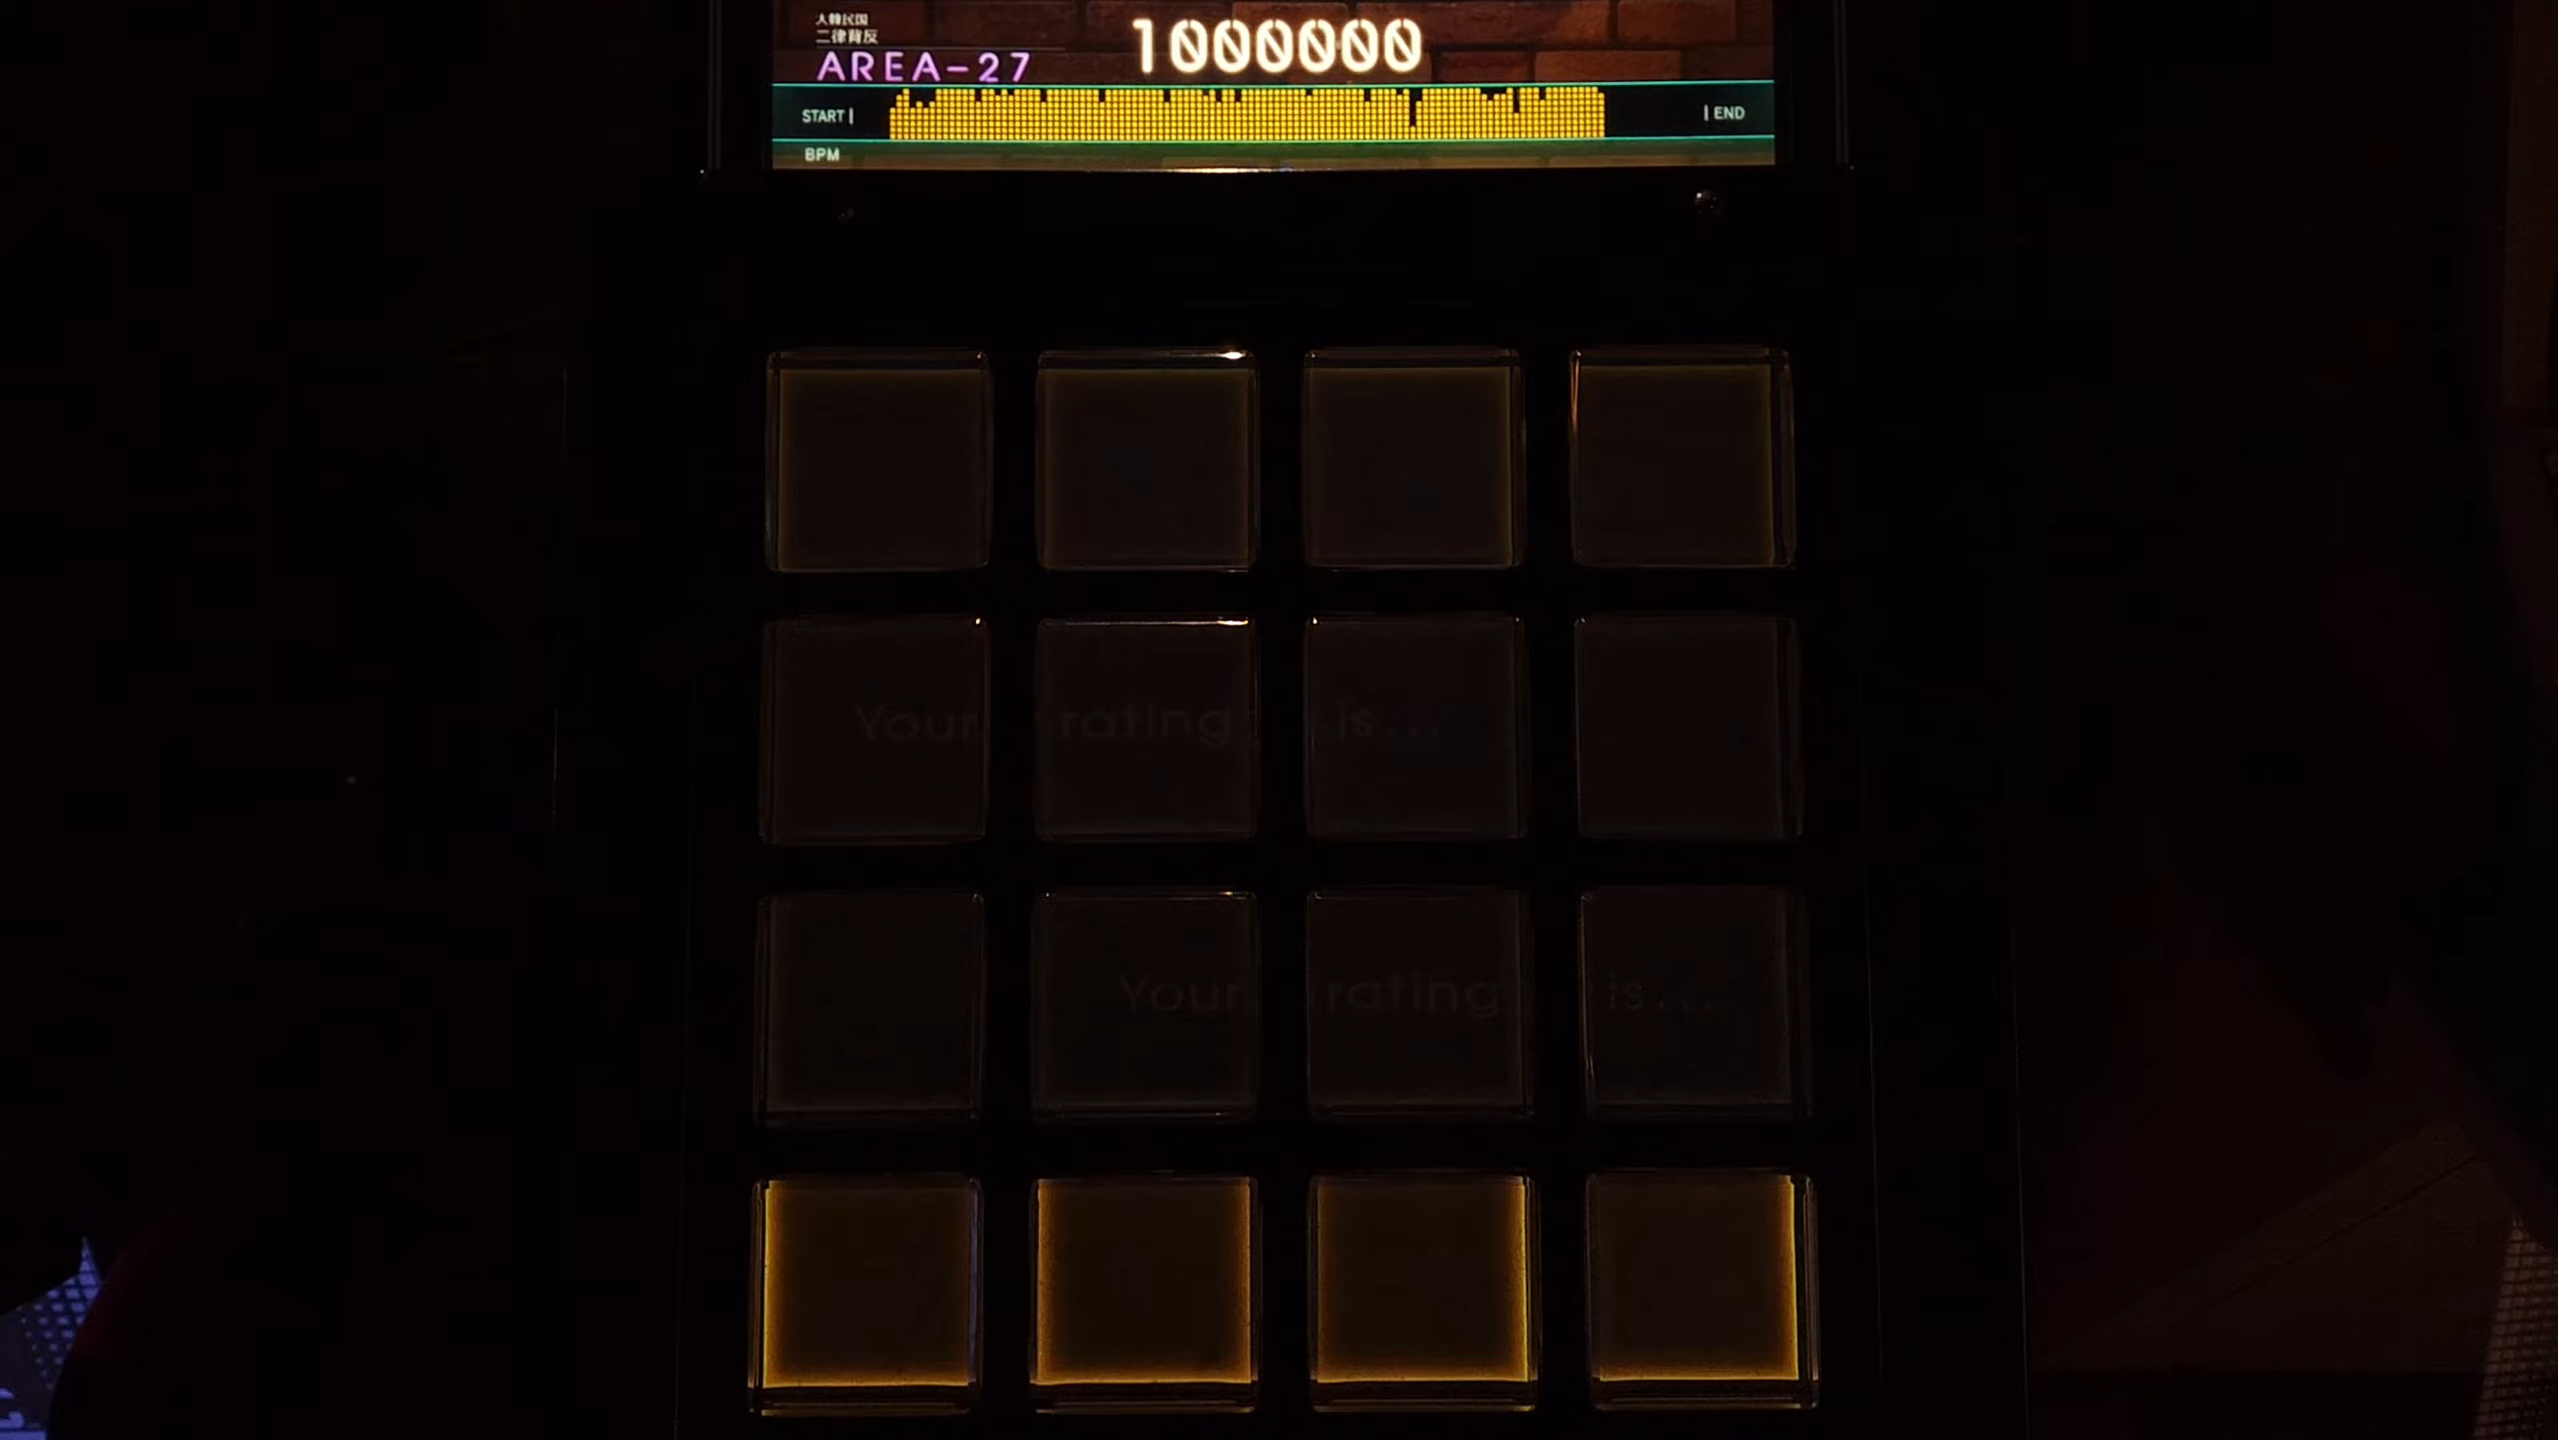 大韓民国
二律背反
AREA-27
1000000
START |
| END
BPM
Your rating is...
Your rating is...